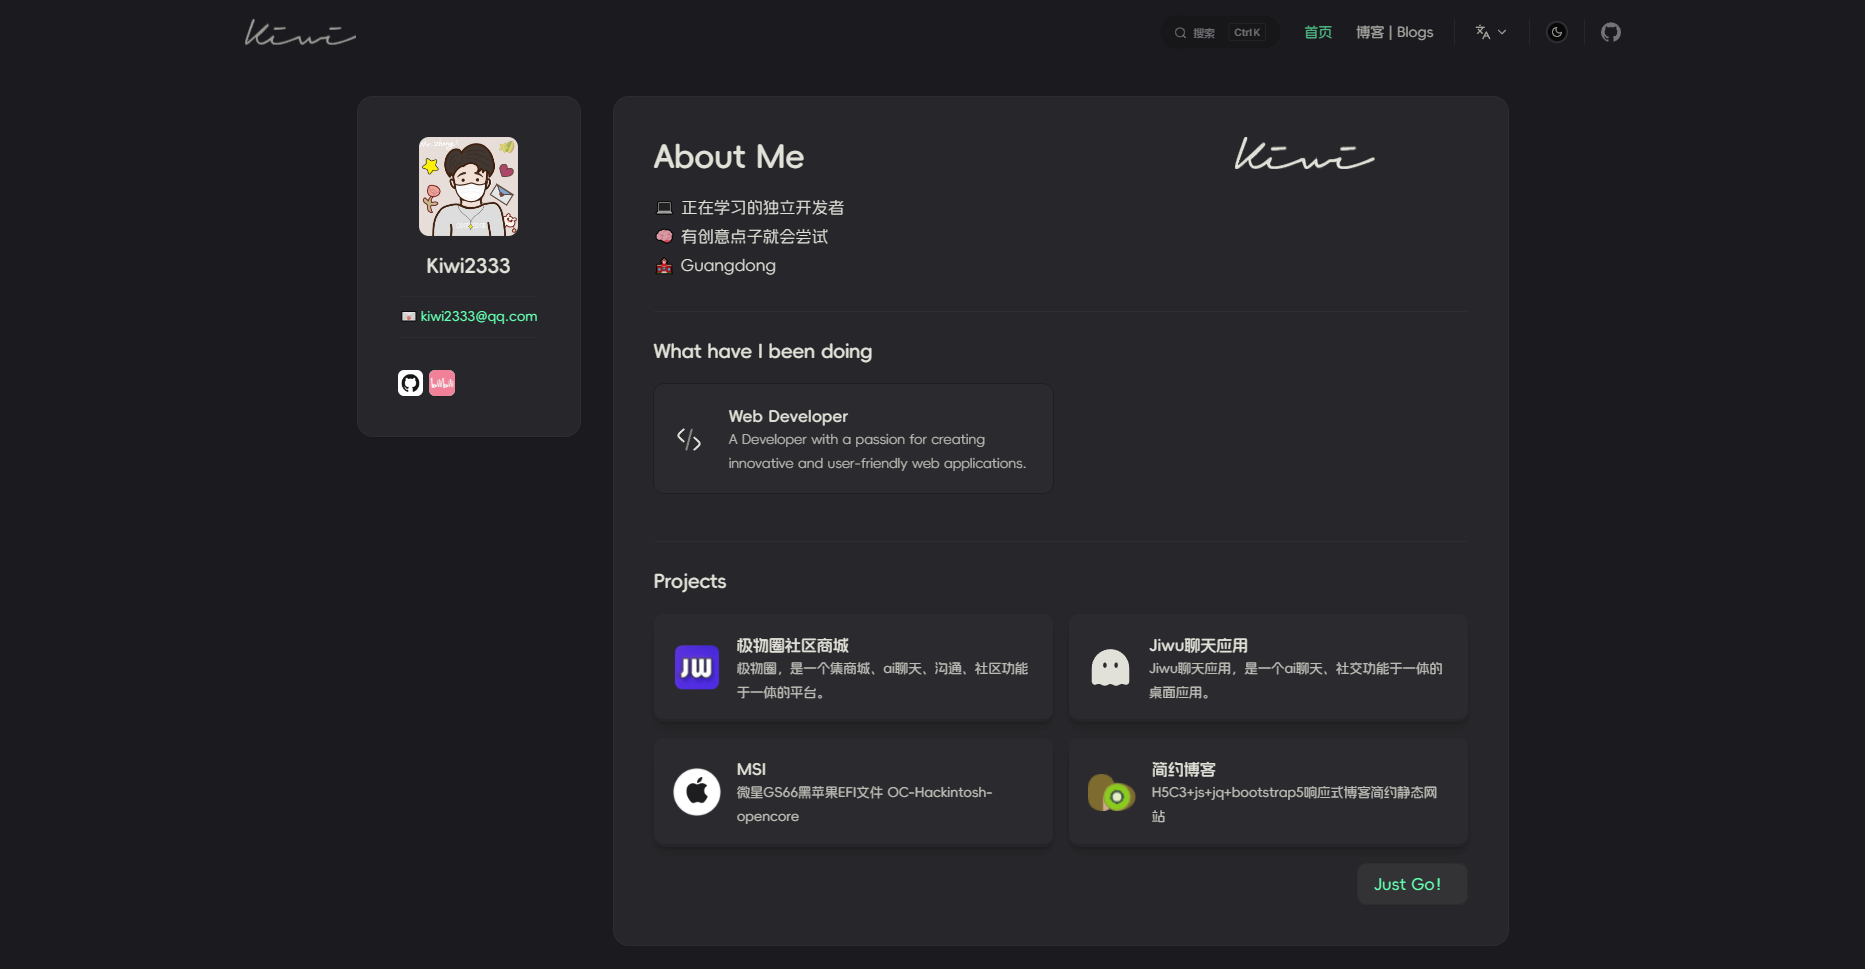 Kiwi
搜索 Ctrl K
首页
博客 | Blogs
Kiwi2333
kiwi2333@qq.com
bilibili
About Me
Kiwi
正在学习的独立开发者
有创意点子就会尝试
Guangdong
What have I been doing
Web Developer
A Developer with a passion for creating
innovative and user-friendly web applications.
Projects
JW
极物圈社区商城
极物圈，是一个集商城、ai聊天、沟通、社区功能
于一体的平台。
Jiwu聊天应用
Jiwu聊天应用，是一个ai聊天、社交功能于一体的
桌面应用。
MSI
微星GS66黑苹果EFI文件 OC-Hackintosh-
opencore
简约博客
H5C3+js+jq+bootstrap5响应式博客简约静态网
站
Just Go!